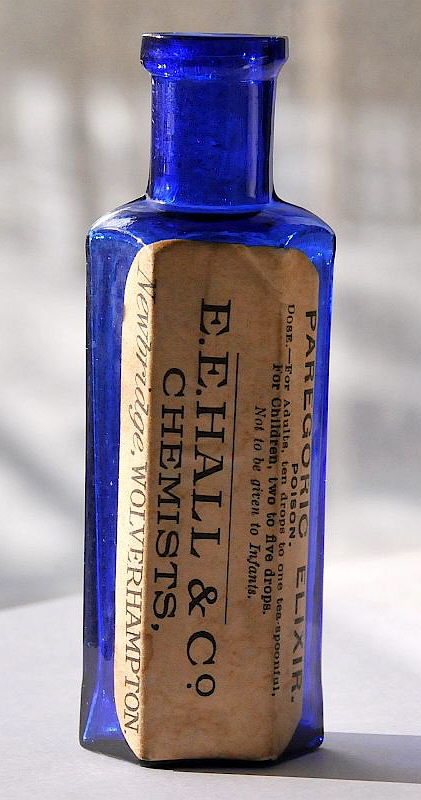 PAREGORIC ELIXIR.
POISON.
DOSE.—For Adults, ten drops to one tea-spoonful,
For Children, two to five drops.
Not to be given to Infants.
E.E.HALL & Co
CHEMISTS,
Newbridge, WOLVERHAMPTON